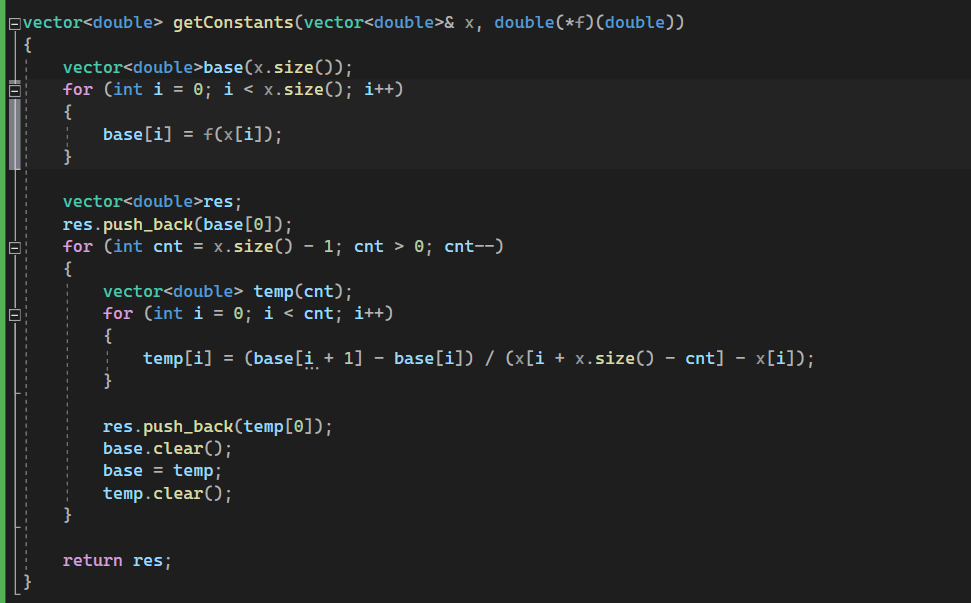 vector<double> getConstants(vector<double>& x, double(*f)(double))
{
    vector<double>base(x.size());
    for (int i = 0; i < x.size(); i++)
    {
        base[i] = f(x[i]);
    }

    vector<double>res;
    res.push_back(base[0]);
    for (int cnt = x.size() - 1; cnt > 0; cnt--)
    {
        vector<double> temp(cnt);
        for (int i = 0; i < cnt; i++)
        {
            temp[i] = (base[i + 1] - base[i]) / (x[i + x.size() - cnt] - x[i]);
        }

        res.push_back(temp[0]);
        base.clear();
        base = temp;
        temp.clear();
    }

    return res;
}